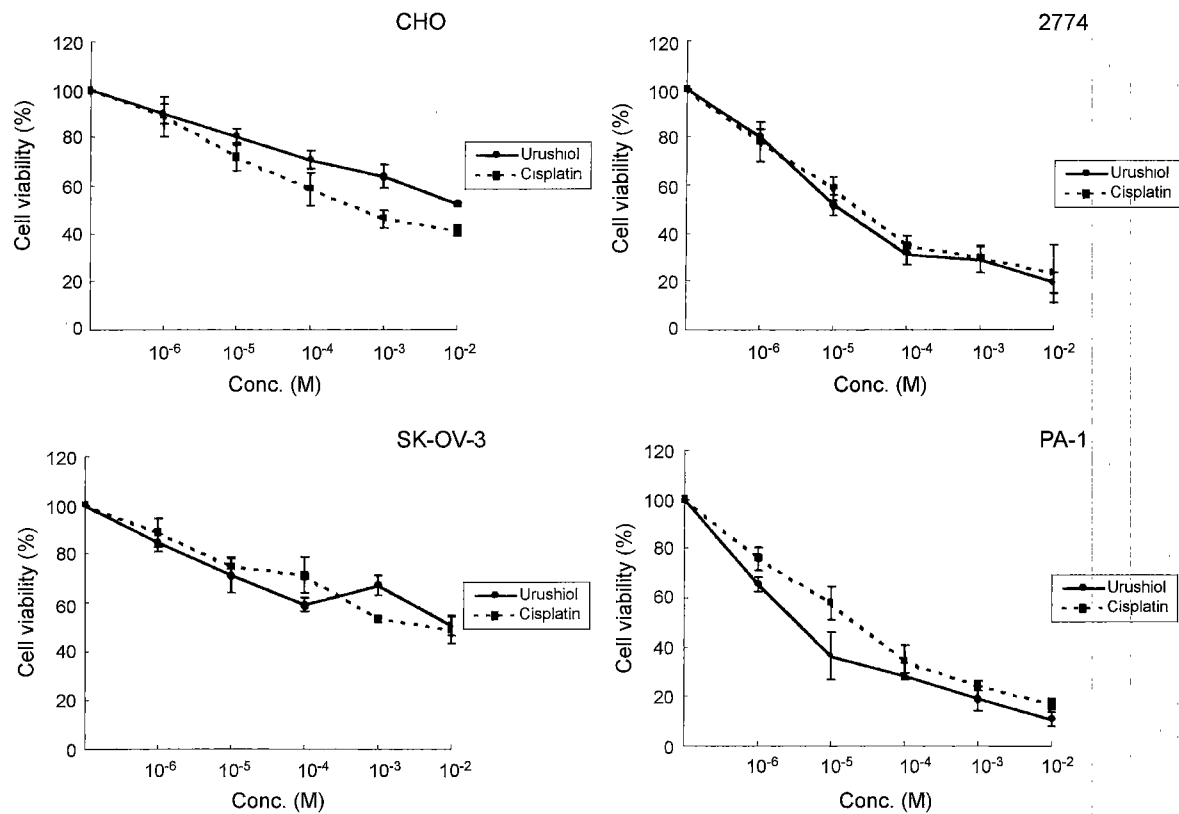 CHO
120
100
80
60
40
20
0
Cell viability (%)
Urushiol
Cisplatin
10⁻⁶ 10⁻⁵ 10⁻⁴ 10⁻³ 10⁻²
Conc. (M)
2774
120
100
80
60
40
20
0
Cell viability (%)
Urushiol
Cisplatin
10⁻⁶ 10⁻⁵ 10⁻⁴ 10⁻³ 10⁻²
Conc. (M)
SK-OV-3
120
100
80
60
40
20
0
Cell viability (%)
Urushiol
Cisplatin
10⁻⁶ 10⁻⁵ 10⁻⁴ 10⁻³ 10⁻²
Conc. (M)
PA-1
120
100
80
60
40
20
0
Cell viability (%)
Urushiol
Cisplatin
10⁻⁶ 10⁻⁵ 10⁻⁴ 10⁻³ 10⁻²
Conc. (M)